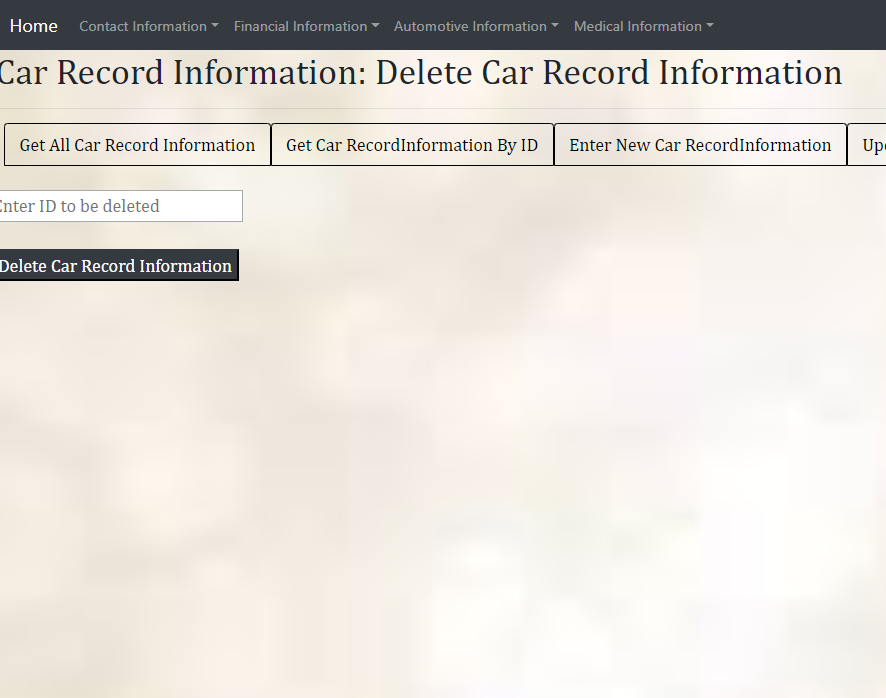 Home Contact Information Financial Information Automotive Information Medical Information
Car Record Information: Delete Car Record Information
Get All Car Record Information Get Car RecordInformation By ID Enter New Car RecordInformation
Enter ID to be deleted
Delete Car Record Information